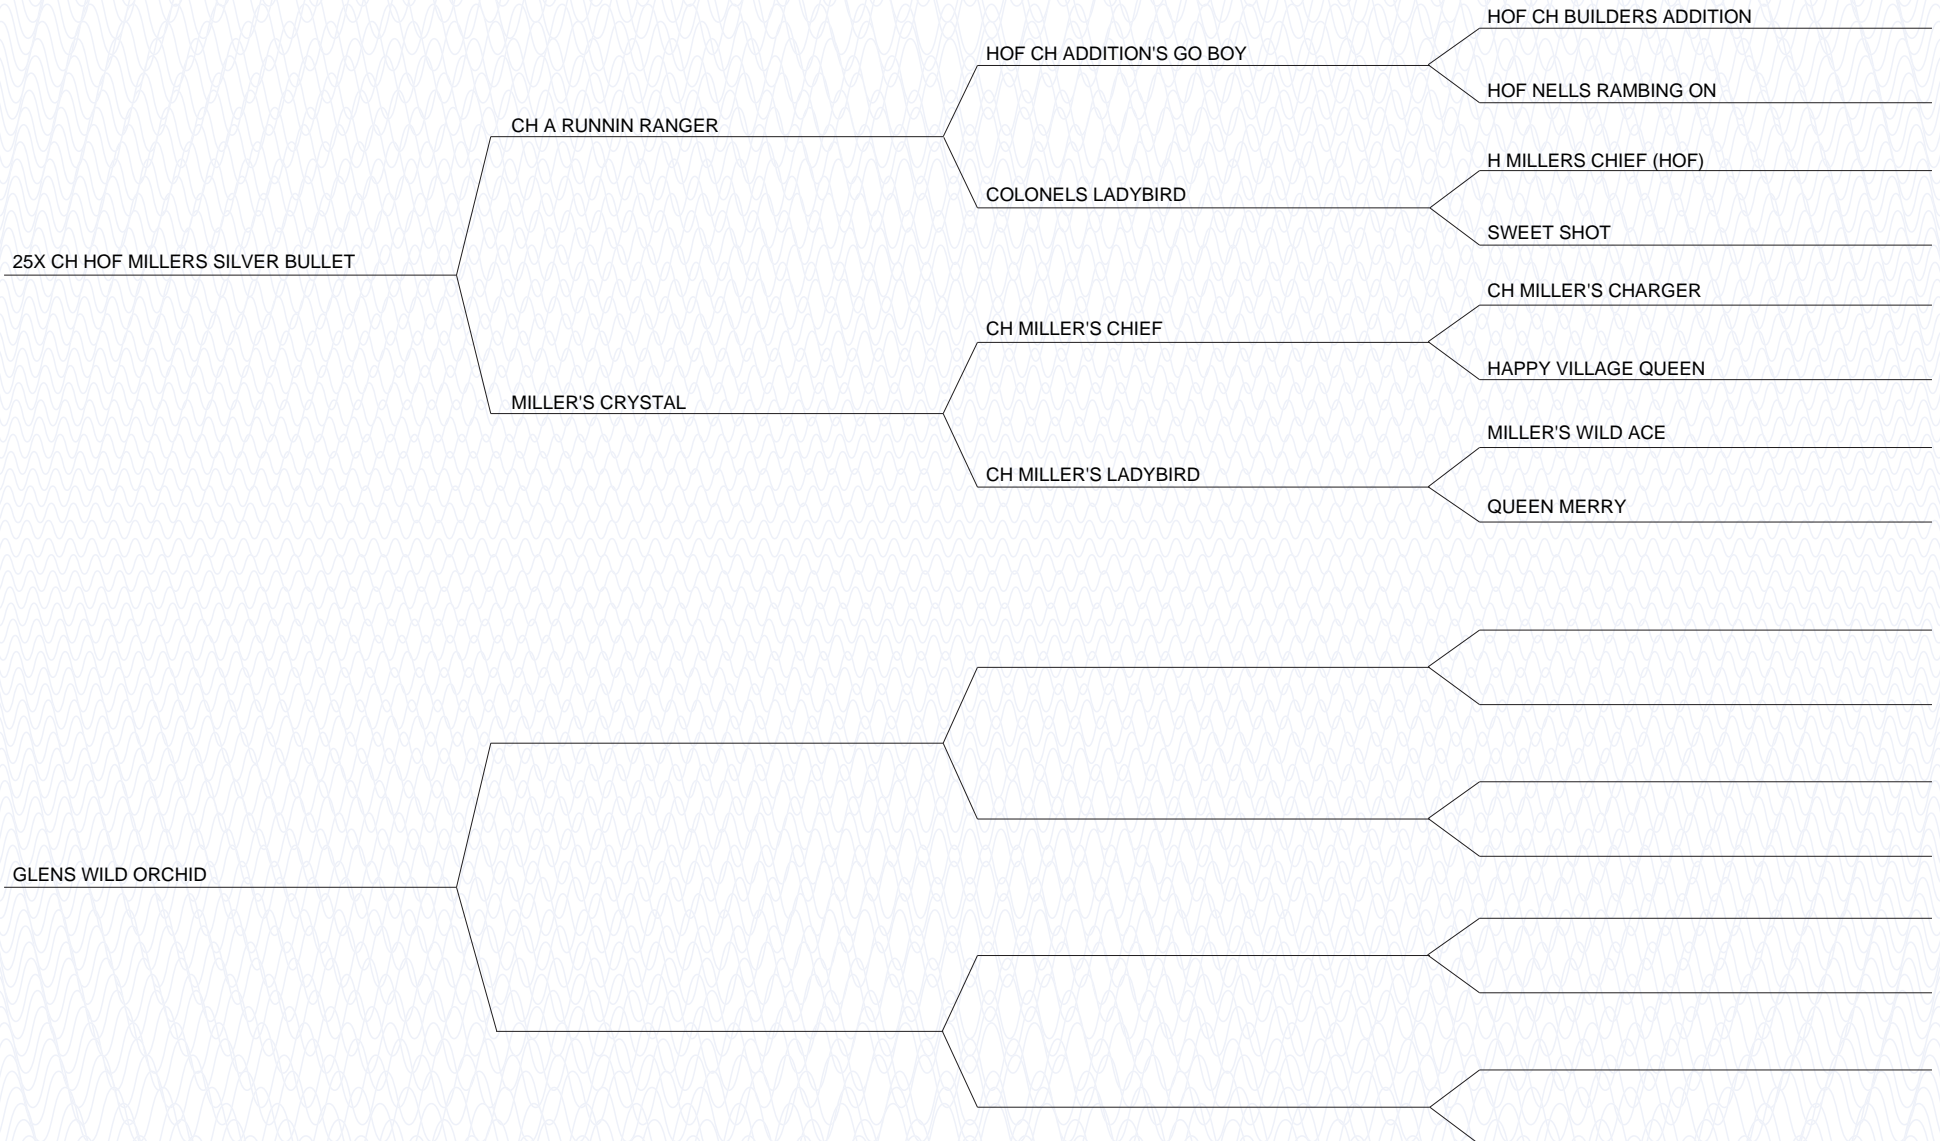 HOF CH BUILDERS ADDITION
HOF CH ADDITION'S GO BOY
HOF NELLS RAMBING ON
CH A RUNNIN RANGER
H MILLERS CHIEF (HOF)
COLONELS LADYBIRD
SWEET SHOT
25X CH HOF MILLERS SILVER BULLET
CH MILLER'S CHARGER
CH MILLER'S CHIEF
HAPPY VILLAGE QUEEN
MILLER'S CRYSTAL
MILLER'S WILD ACE
CH MILLER'S LADYBIRD
QUEEN MERRY
GLENS WILD ORCHID